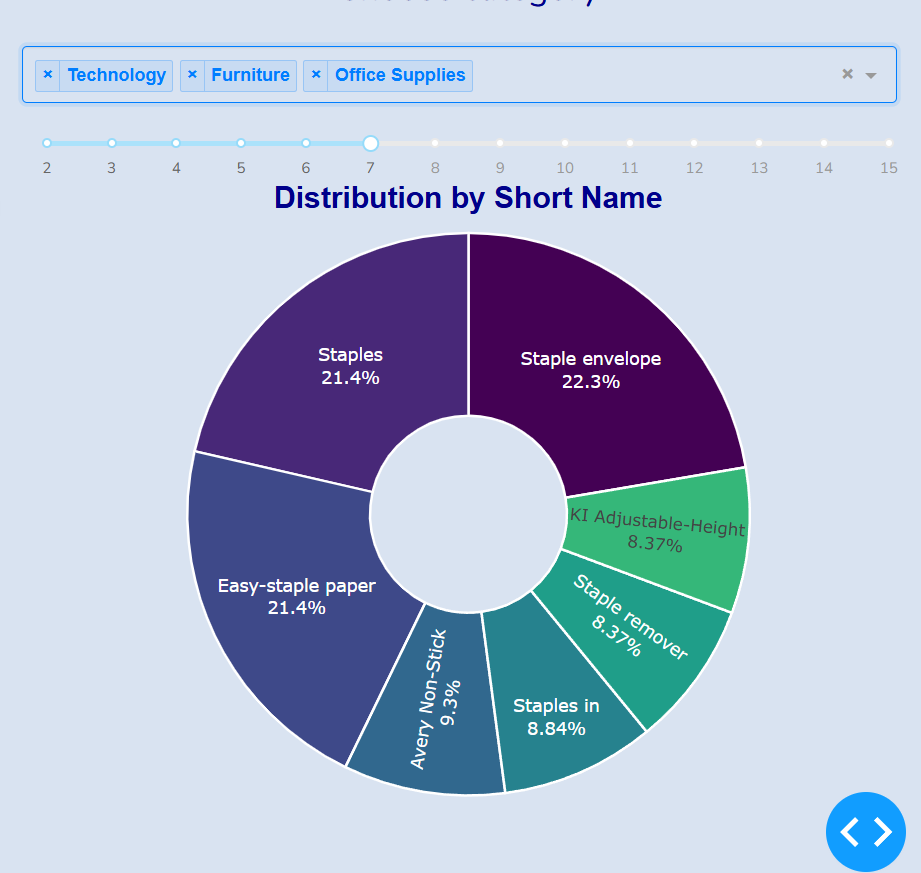 × Technology × Furniture × Office Supplies ×
2 3 4 5 6 7 8 9 10 11 12 13 14 15
Distribution by Short Name
Staples
21.4%
Staple envelope
22.3%
KI Adjustable-Height
8.37%
Easy-staple paper
21.4%
Staple remover
8.37%
Avery Non-Stick
9.3%
Staples in
8.84%